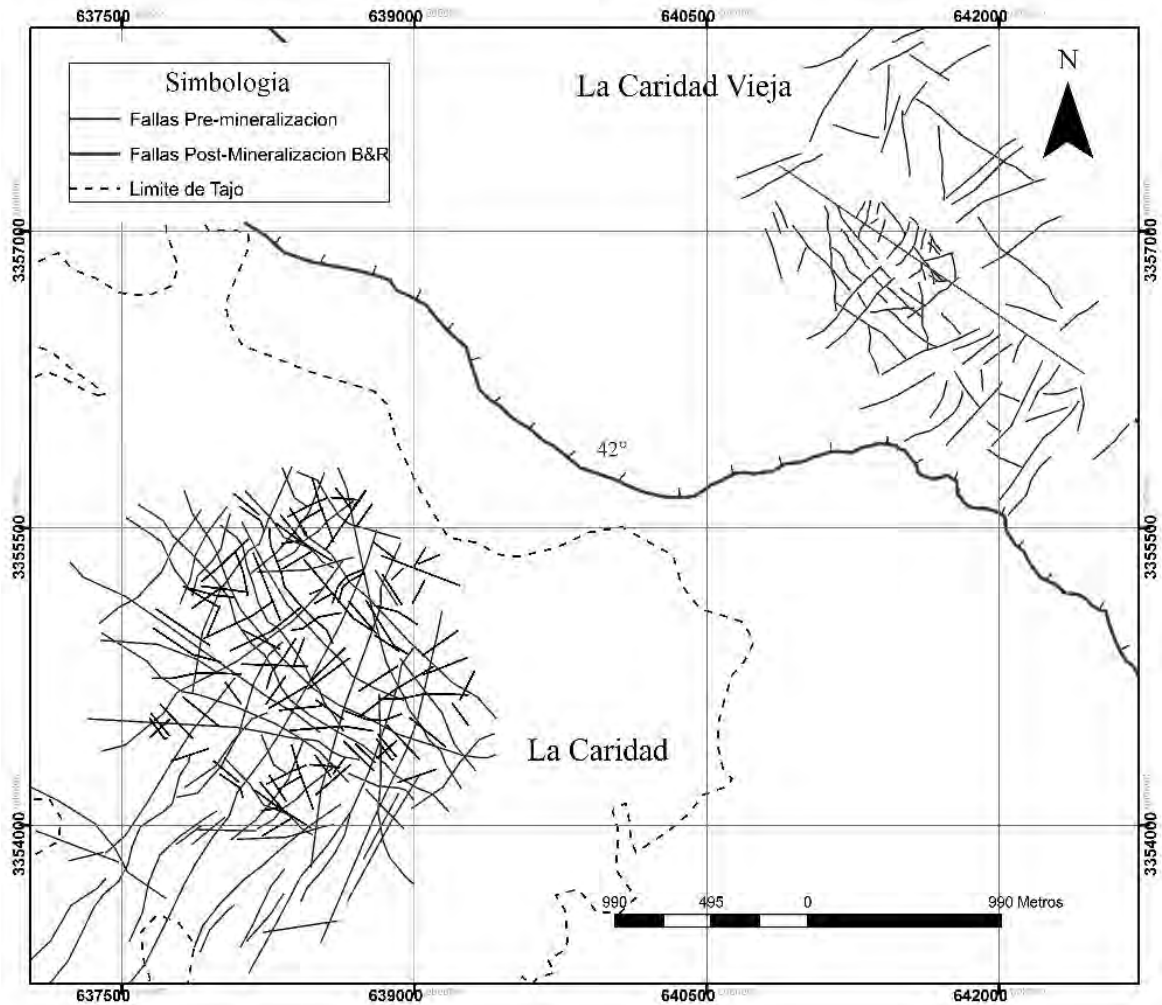 637500 639000 640500 642000
Simbologia
Fallas Pre-mineralizacion
Fallas Post-Mineralizacion B&R
Limite de Tajo
La Caridad Vieja
N
3357000 3357000
42°
3355500 3355500
La Caridad
3354000 3354000
990 495 0 990 Metros
637500 639000 640500 642000